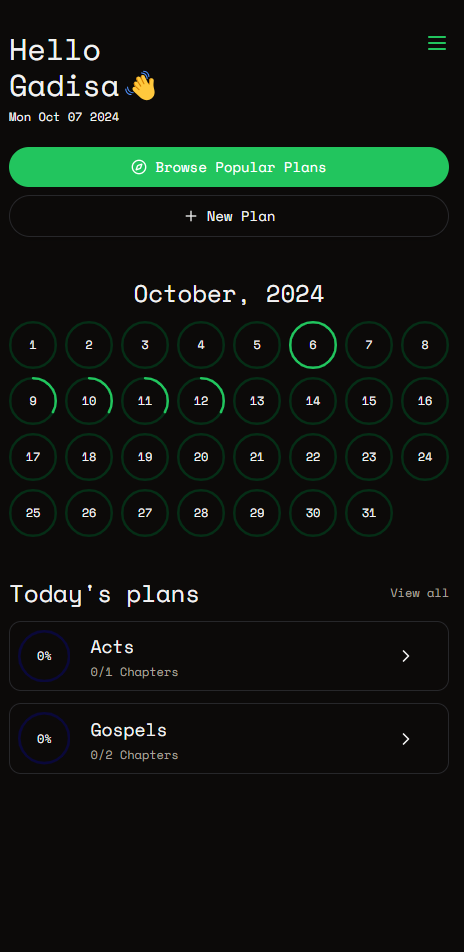 Hello
Gadisa 👋
Mon Oct 07 2024
Browse Popular Plans
New Plan
October, 2024
1 2 3 4 5 6 7 8
9 10 11 12 13 14 15 16
17 18 19 20 21 22 23 24
25 26 27 28 29 30 31
Today's plans View all
0% Acts
0/1 Chapters
0% Gospels
0/2 Chapters